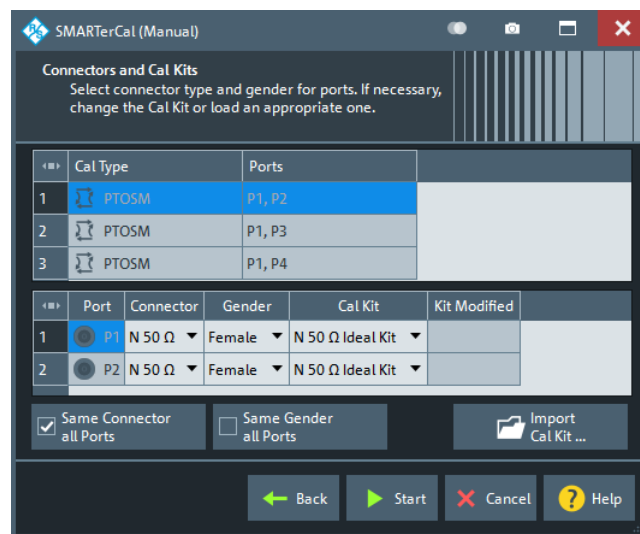 SMARTerCal (Manual)
Connectors and Cal Kits
Select connector type and gender for ports. If necessary,
change the Cal Kit or load an appropriate one.
Cal Type Ports
1 PTOSM P1, P2
2 PTOSM P1, P3
3 PTOSM P1, P4
Port Connector Gender Cal Kit Kit Modified
1 P1 N 50 Ω Female N 50 Ω Ideal Kit
2 P2 N 50 Ω Female N 50 Ω Ideal Kit
Same Connector
all Ports
Same Gender
all Ports
Import
Cal Kit ...
Back Start Cancel ? Help